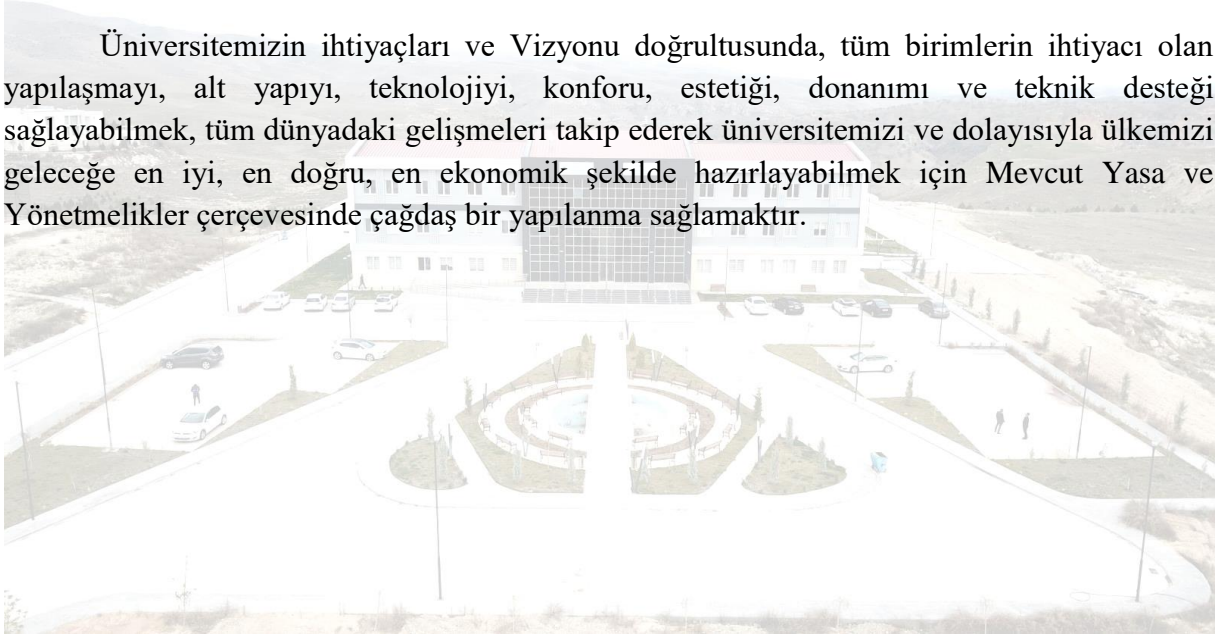 Üniversitemizin ihtiyaçları ve Vizyonu doğrultusunda, tüm birimlerin ihtiyacı olan
yapılaşmayı, alt yapıyı, teknolojiyi, konforu, estetiği, donanımı ve teknik desteği
sağlayabilmek, tüm dünyadaki gelişmeleri takip ederek üniversitemizi ve dolayısıyla ülkemizi
geleceğe en iyi, en doğru, en ekonomik şekilde hazırlayabilmek için Mevcut Yasa ve
Yönetmelikler çerçevesinde çağdaş bir yapılanma sağlamaktır.